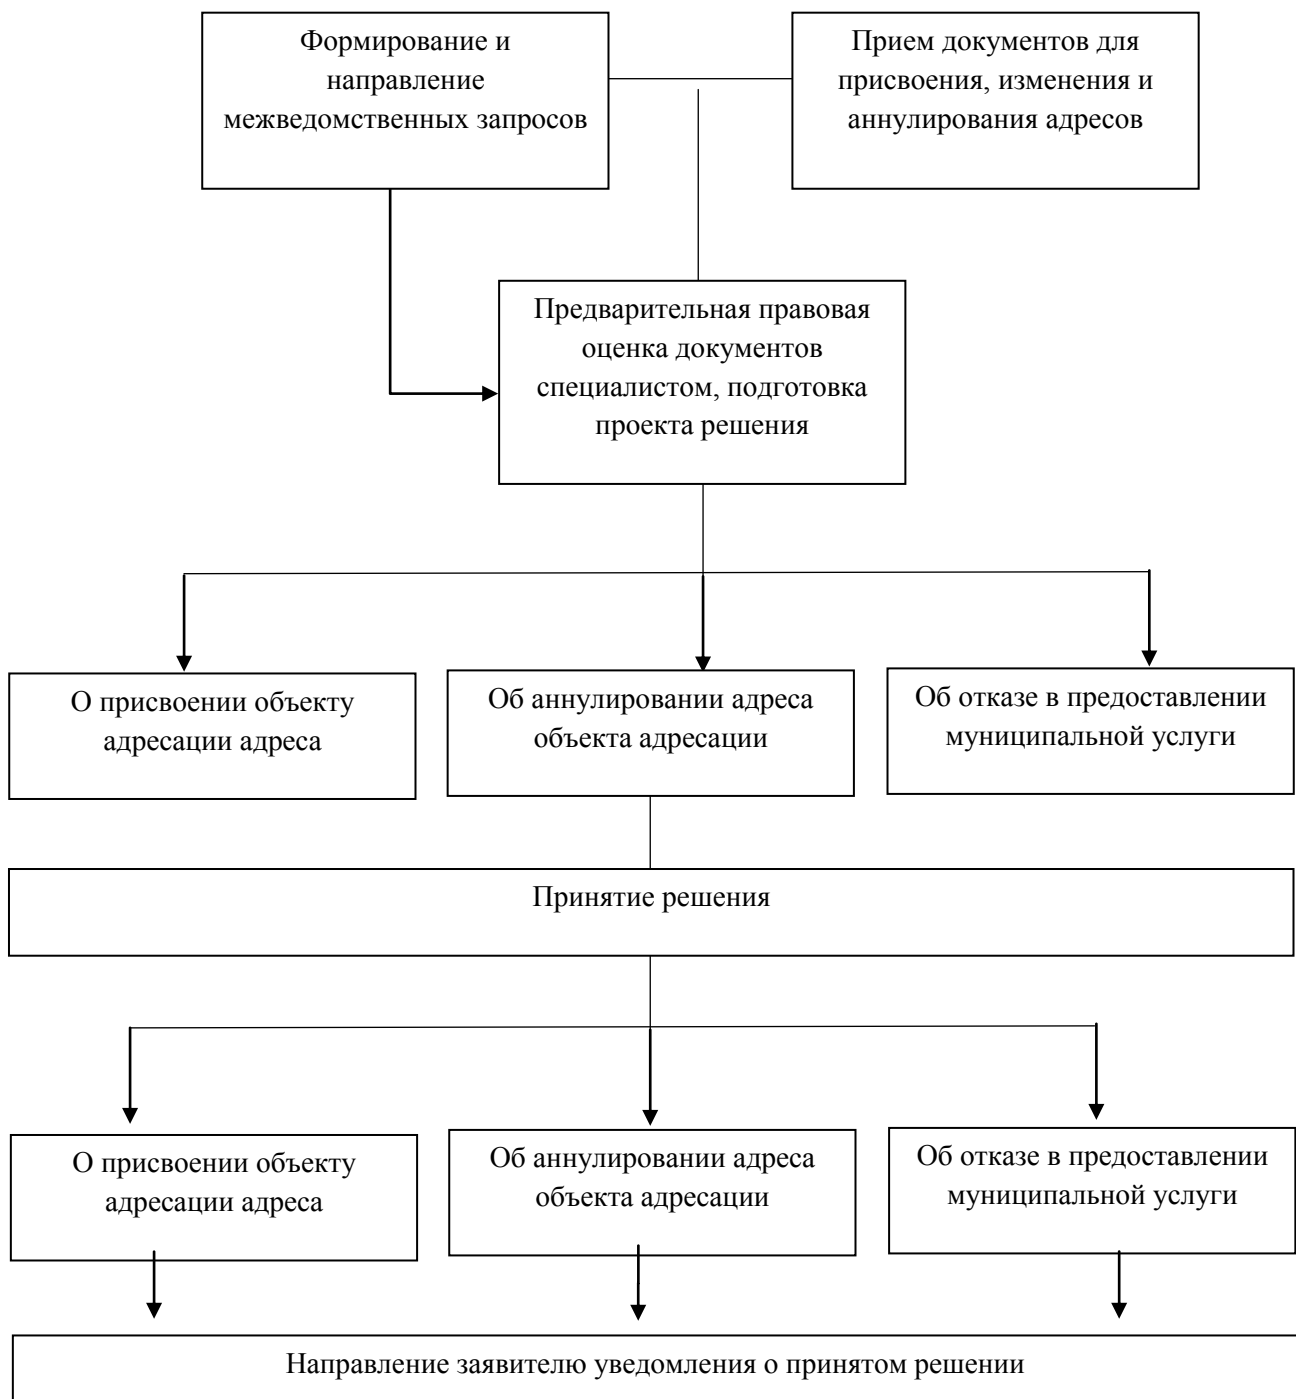 Формирование и
направление
межведомственных запросов
Прием документов для
присвоения, изменения и
аннулирования адресов
Предварительная правовая
оценка документов
специалистом, подготовка
проекта решения
О присвоении объекту
адресации адреса
Об аннулировании адреса
объекта адресации
Об отказе в предоставлении
муниципальной услуги
Принятие решения
О присвоении объекту
адресации адреса
Об аннулировании адреса
объекта адресации
Об отказе в предоставлении
муниципальной услуги
Направление заявителю уведомления о принятом решении